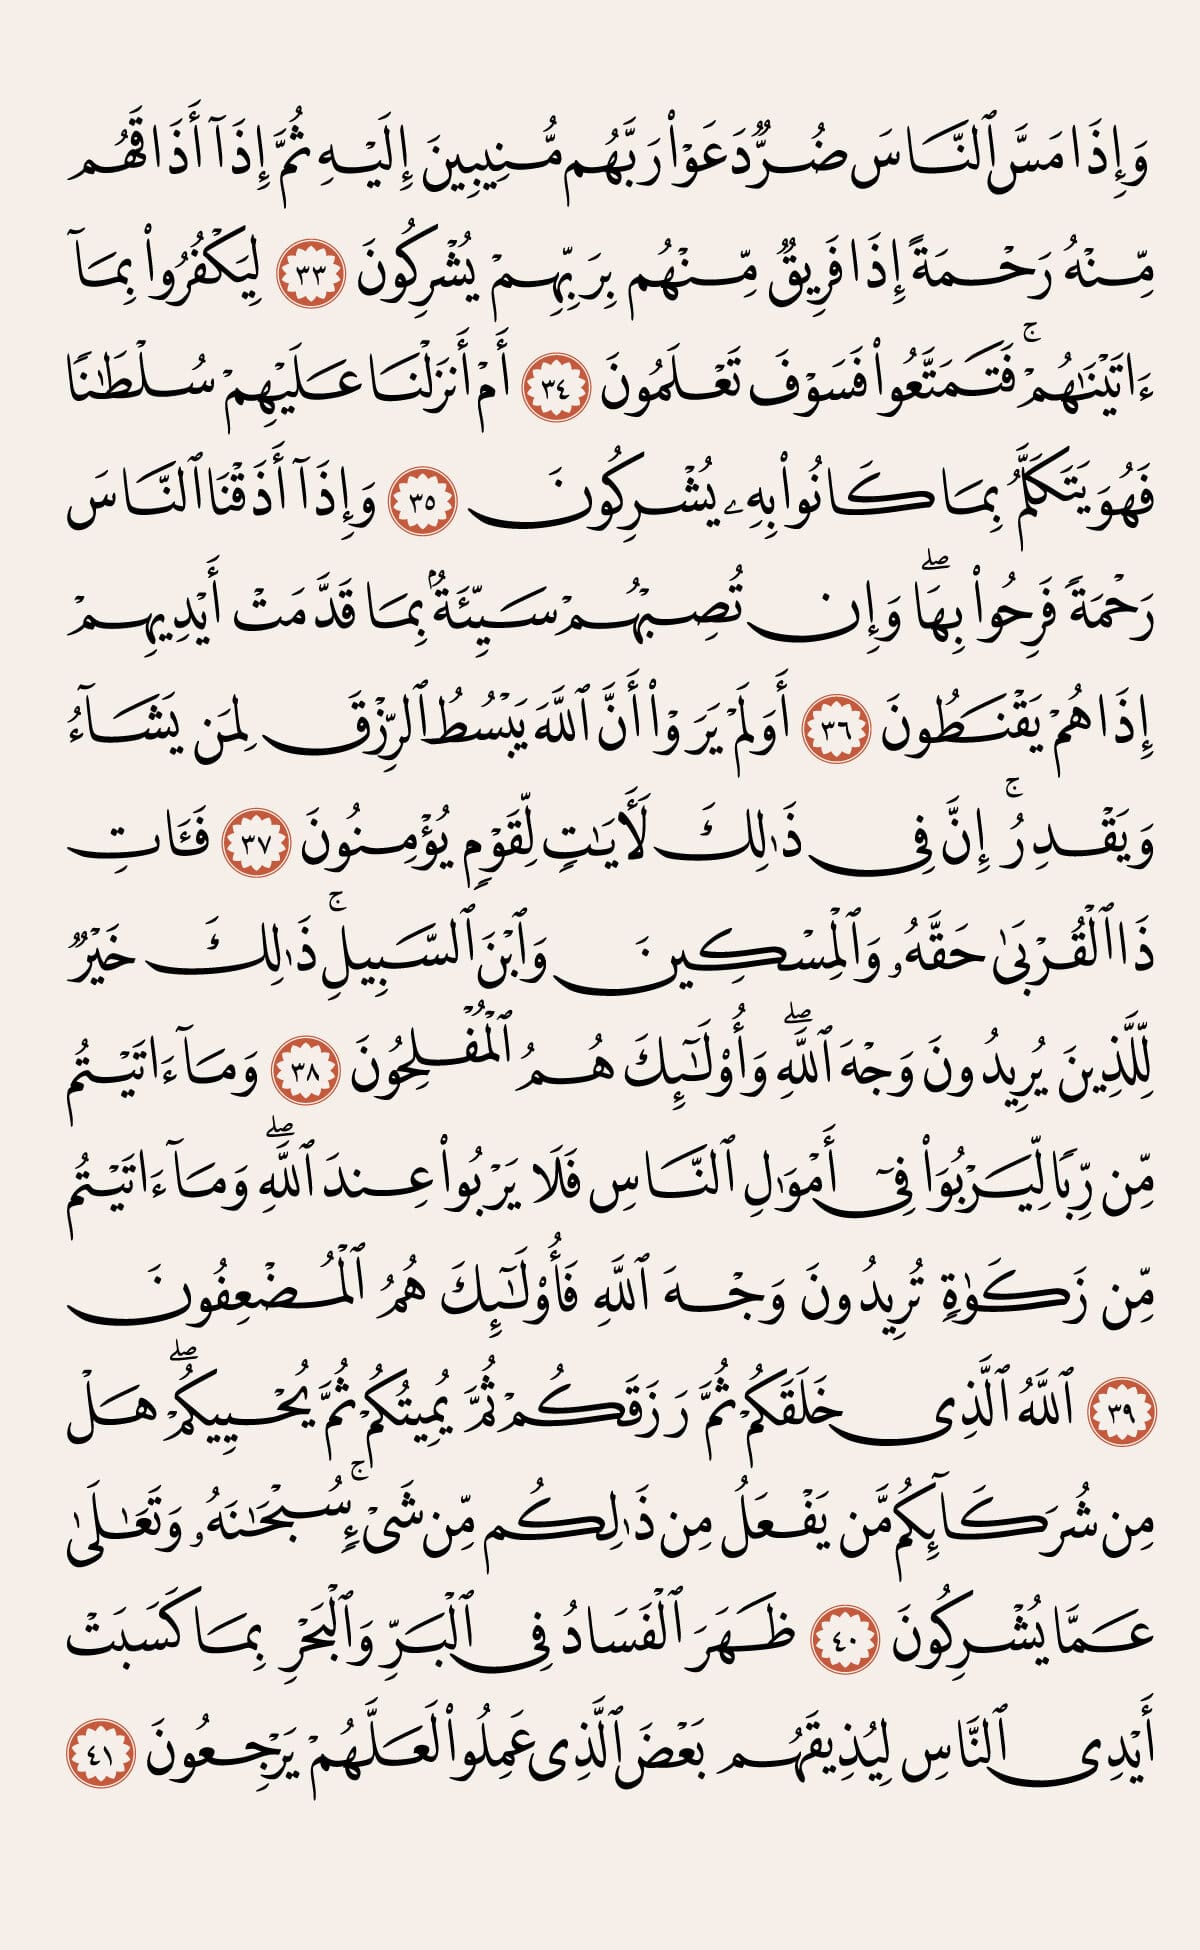 وَإِذَا مَسَّ ٱلنَّاسَ ضُرٌّ دَعَوْا۟ رَبَّهُم مُّنِيبِينَ إِلَيْهِ ثُمَّ إِذَآ أَذَاقَهُم
مِّنْهُ رَحْمَةً إِذَا فَرِيقٌ مِّنْهُم بِرَبِّهِمْ يُشْرِكُونَ ٣٣ لِيَكْفُرُوا۟ بِمَآ
ءَاتَيْنَٰهُمْ ۚ فَتَمَتَّعُوا۟ فَسَوْفَ تَعْلَمُونَ ٣٤ أَمْ أَنزَلْنَا عَلَيْهِمْ سُلْطَٰنًا
فَهُوَ يَتَكَلَّمُ بِمَا كَانُوا۟ بِهِۦ يُشْرِكُونَ ٣٥ وَإِذَآ أَذَقْنَا ٱلنَّاسَ
رَحْمَةً فَرِحُوا۟ بِهَا ۖ وَإِن تُصِبْهُمْ سَيِّئَةٌۢ بِمَا قَدَّمَتْ أَيْدِيهِمْ
إِذَا هُمْ يَقْنَطُونَ ٣٦ أَوَلَمْ يَرَوْا۟ أَنَّ ٱللَّهَ يَبْسُطُ ٱلرِّزْقَ لِمَن يَشَآءُ
وَيَقْدِرُ ۚ إِنَّ فِى ذَٰلِكَ لَـَٔايَٰتٍ لِّقَوْمٍ يُؤْمِنُونَ ٣٧ فَـَٔاتِ
ذَا ٱلْقُرْبَىٰ حَقَّهُۥ وَٱلْمِسْكِينَ وَٱبْنَ ٱلسَّبِيلِ ۚ ذَٰلِكَ خَيْرٌ
لِّلَّذِينَ يُرِيدُونَ وَجْهَ ٱللَّهِ ۖ وَأُو۟لَٰٓئِكَ هُمُ ٱلْمُفْلِحُونَ ٣٨ وَمَآ ءَاتَيْتُم
مِّن رِّبًا لِّيَرْبُوَا۟ فِىٓ أَمْوَٰلِ ٱلنَّاسِ فَلَا يَرْبُوا۟ عِندَ ٱللَّهِ ۖ وَمَآ ءَاتَيْتُم
مِّن زَكَوٰةٍ تُرِيدُونَ وَجْهَ ٱللَّهِ فَأُو۟لَٰٓئِكَ هُمُ ٱلْمُضْعِفُونَ
٣٩ ٱللَّهُ ٱلَّذِى خَلَقَكُمْ ثُمَّ رَزَقَكُمْ ثُمَّ يُمِيتُكُمْ ثُمَّ يُحْيِيكُمْ ۖ هَلْ
مِن شُرَكَآئِكُم مَّن يَفْعَلُ مِن ذَٰلِكُم مِّن شَىْءٍ ۚ سُبْحَٰنَهُۥ وَتَعَٰلَىٰ
عَمَّا يُشْرِكُونَ ٤٠ ظَهَرَ ٱلْفَسَادُ فِى ٱلْبَرِّ وَٱلْبَحْرِ بِمَا كَسَبَتْ
أَيْدِى ٱلنَّاسِ لِيُذِيقَهُم بَعْضَ ٱلَّذِى عَمِلُوا۟ لَعَلَّهُمْ يَرْجِعُونَ ٤١